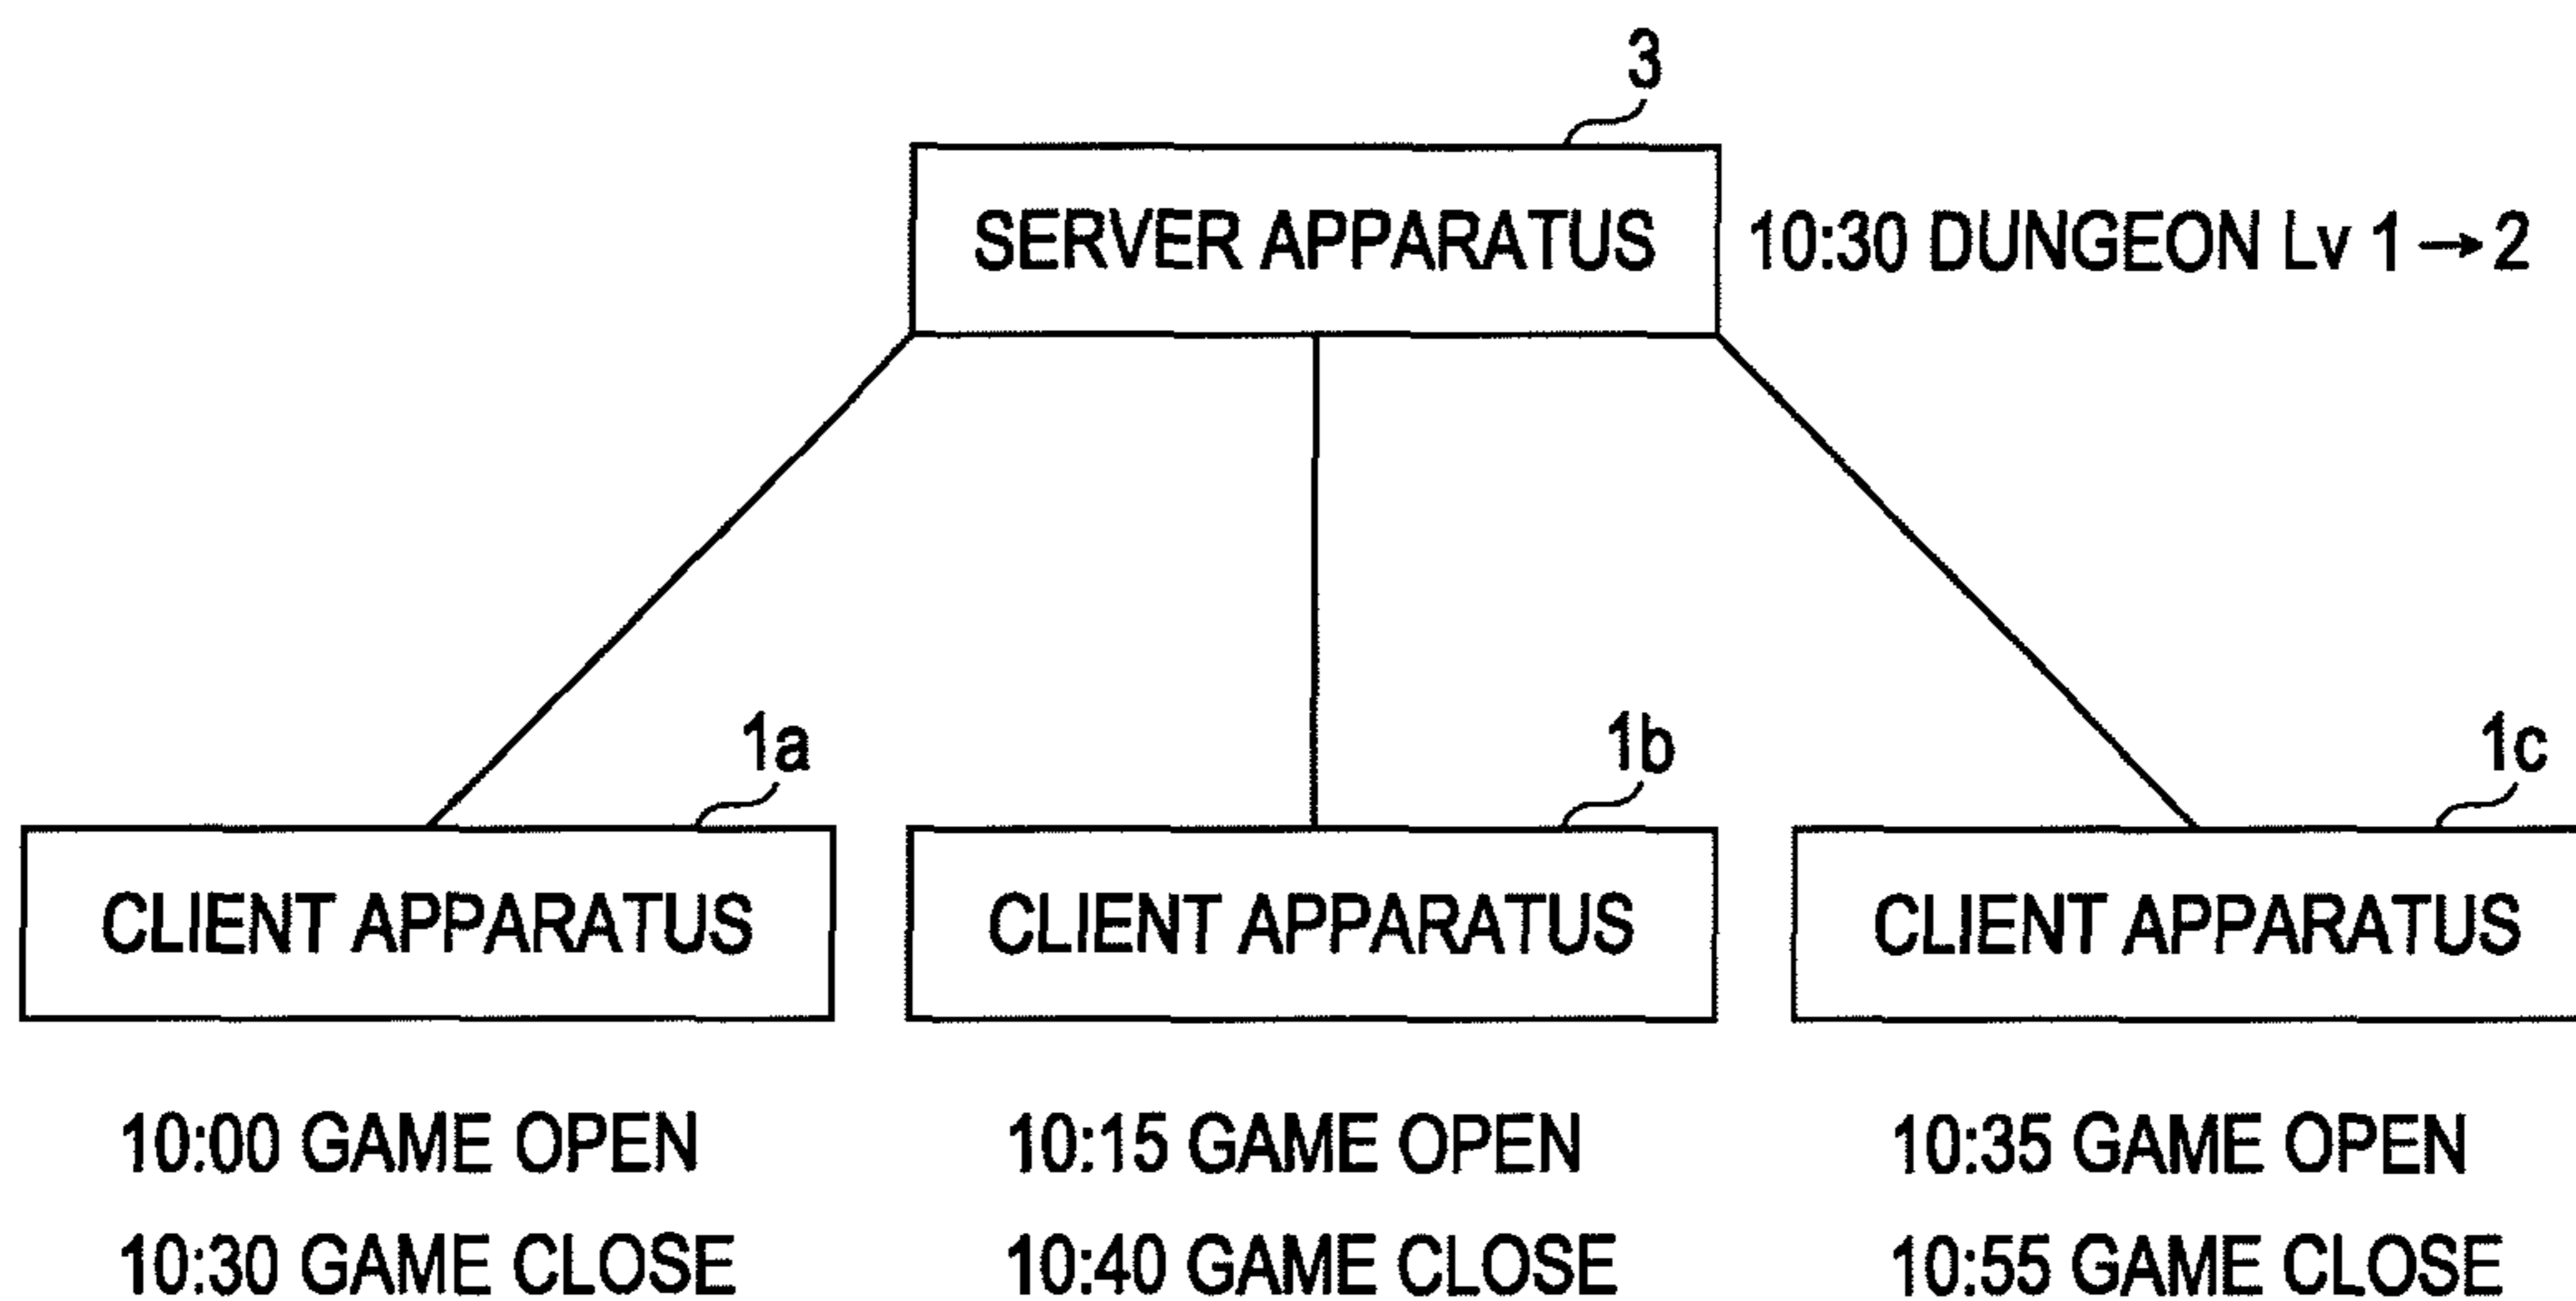 3
SERVER APPARATUS
10:30 DUNGEON Lv 1→2
1a
1b
1c
CLIENT APPARATUS
CLIENT APPARATUS
CLIENT APPARATUS
10:00 GAME OPEN
10:30 GAME CLOSE
10:15 GAME OPEN
10:40 GAME CLOSE
10:35 GAME OPEN
10:55 GAME CLOSE